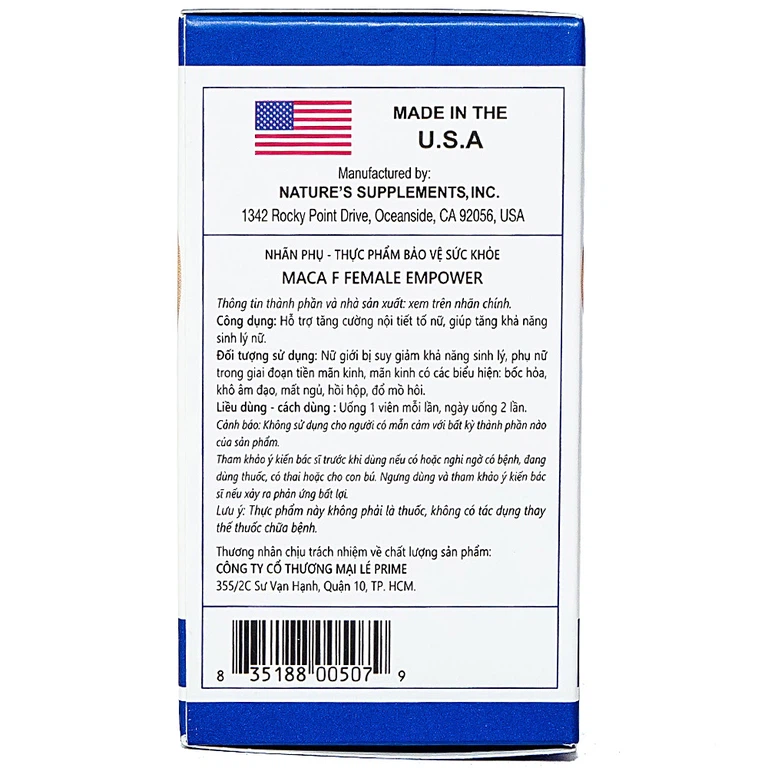 MADE IN THE
U.S.A
Manufactured by:
NATURE'S SUPPLEMENTS,INC.
1342 Rocky Point Drive, Oceanside, CA 92056, USA
NHÃN PHỤ - THỰC PHẨM BẢO VỆ SỨC KHỎE
MACA F FEMALE EMPOWER
Thông tin thành phần và nhà sản xuất: xem trên nhãn chính.
Công dụng: Hỗ trợ tăng cường nội tiết tố nữ, giúp tăng khả năng
sinh lý nữ.
Đối tượng sử dụng: Nữ giới bị suy giảm khả năng sinh lý, phụ nữ
trong giai đoạn tiền mãn kinh, mãn kinh có các biểu hiện: bốc hỏa,
khô âm đạo, mất ngủ, hồi hộp, đổ mồ hôi.
Liều dùng - cách dùng : Uống 1 viên mỗi lần, ngày uống 2 lần.
Cảnh báo: Không sử dụng cho người có mẫn cảm với bất kỳ thành phần nào
của sản phẩm.
Tham khảo ý kiến bác sĩ trước khi dùng nếu có hoặc nghi ngờ có bệnh, đang
dùng thuốc, có thai hoặc cho con bú. Ngưng dùng và tham khảo ý kiến bác
sĩ nếu xảy ra phản ứng bất lợi.
Lưu ý: Thực phẩm này không phải là thuốc, không có tác dụng thay
thế thuốc chữa bệnh.
Thương nhân chịu trách nhiệm về chất lượng sản phẩm:
CÔNG TY CỔ THƯƠNG MẠI LÉ PRIME
355/2C Sư Vạn Hạnh, Quận 10, TP. HCM.
8 35188 00507 9